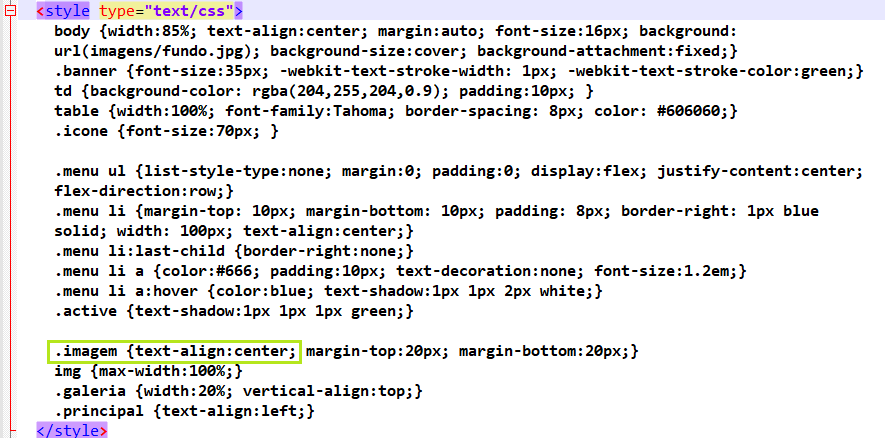 <style type="text/css">
body {width:85%; text-align:center; margin:auto; font-size:16px; background:
url(imagens/fundo.jpg); background-size:cover; background-attachment:fixed;}
.banner {font-size:35px; -webkit-text-stroke-width: 1px; -webkit-text-stroke-color:green;}
td {background-color: rgba(204,255,204,0.9); padding:10px; }
table {width:100%; font-family:Tahoma; border-spacing: 8px; color: #606060;}
.icone {font-size:70px; }
.menu ul {list-style-type:none; margin:0; padding:0; display:flex; justify-content:center;
flex-direction:row;}
.menu li {margin-top: 10px; margin-bottom: 10px; padding: 8px; border-right: 1px blue
solid; width: 100px; text-align:center;}
.menu li:last-child {border-right:none;}
.menu li a {color:#666; padding:10px; text-decoration:none; font-size:1.2em;}
.menu li a:hover {color:blue; text-shadow:1px 1px 2px white;}
.active {text-shadow:1px 1px 1px green;}
.imagem {text-align:center; margin-top:20px; margin-bottom:20px;}
img {max-width:100%;}
.galeria {width:20%; vertical-align:top;}
.principal {text-align:left;}
</style>